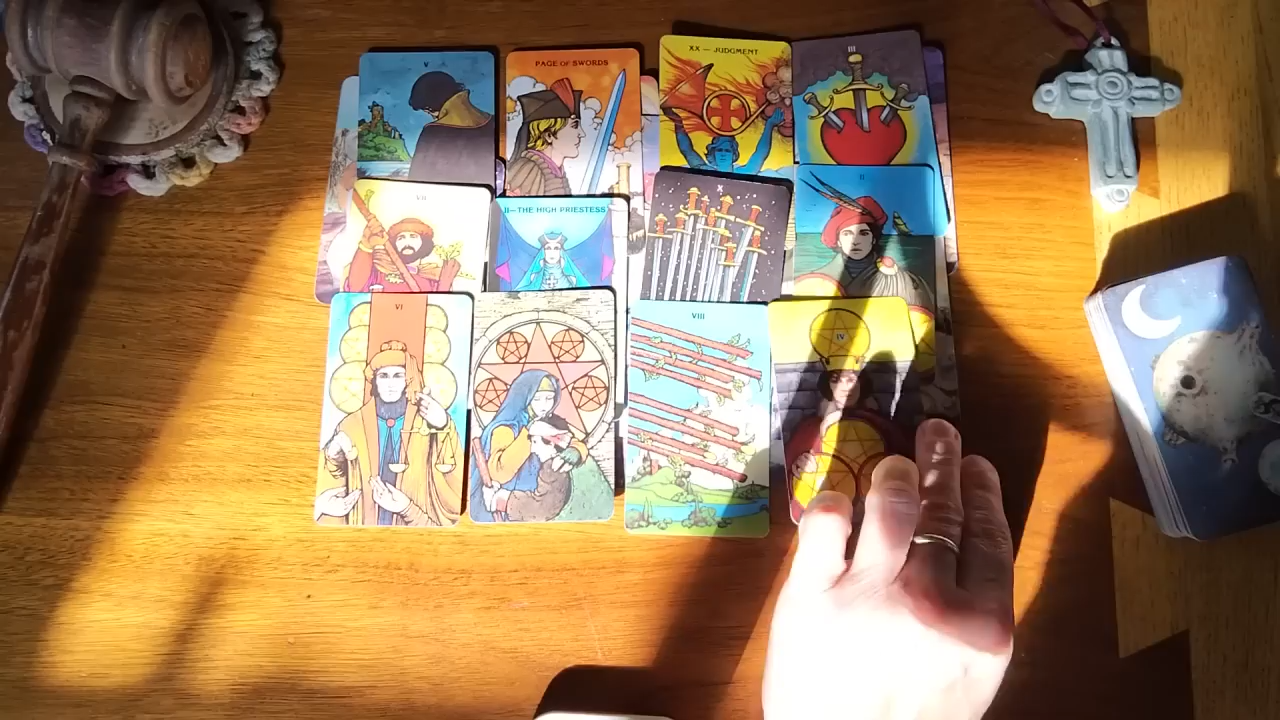 V
PAGE OF SWORDS
XX — JUDGMENT
III
VII
II—THE HIGH PRIESTESS
X
II
VI
VIII
IV